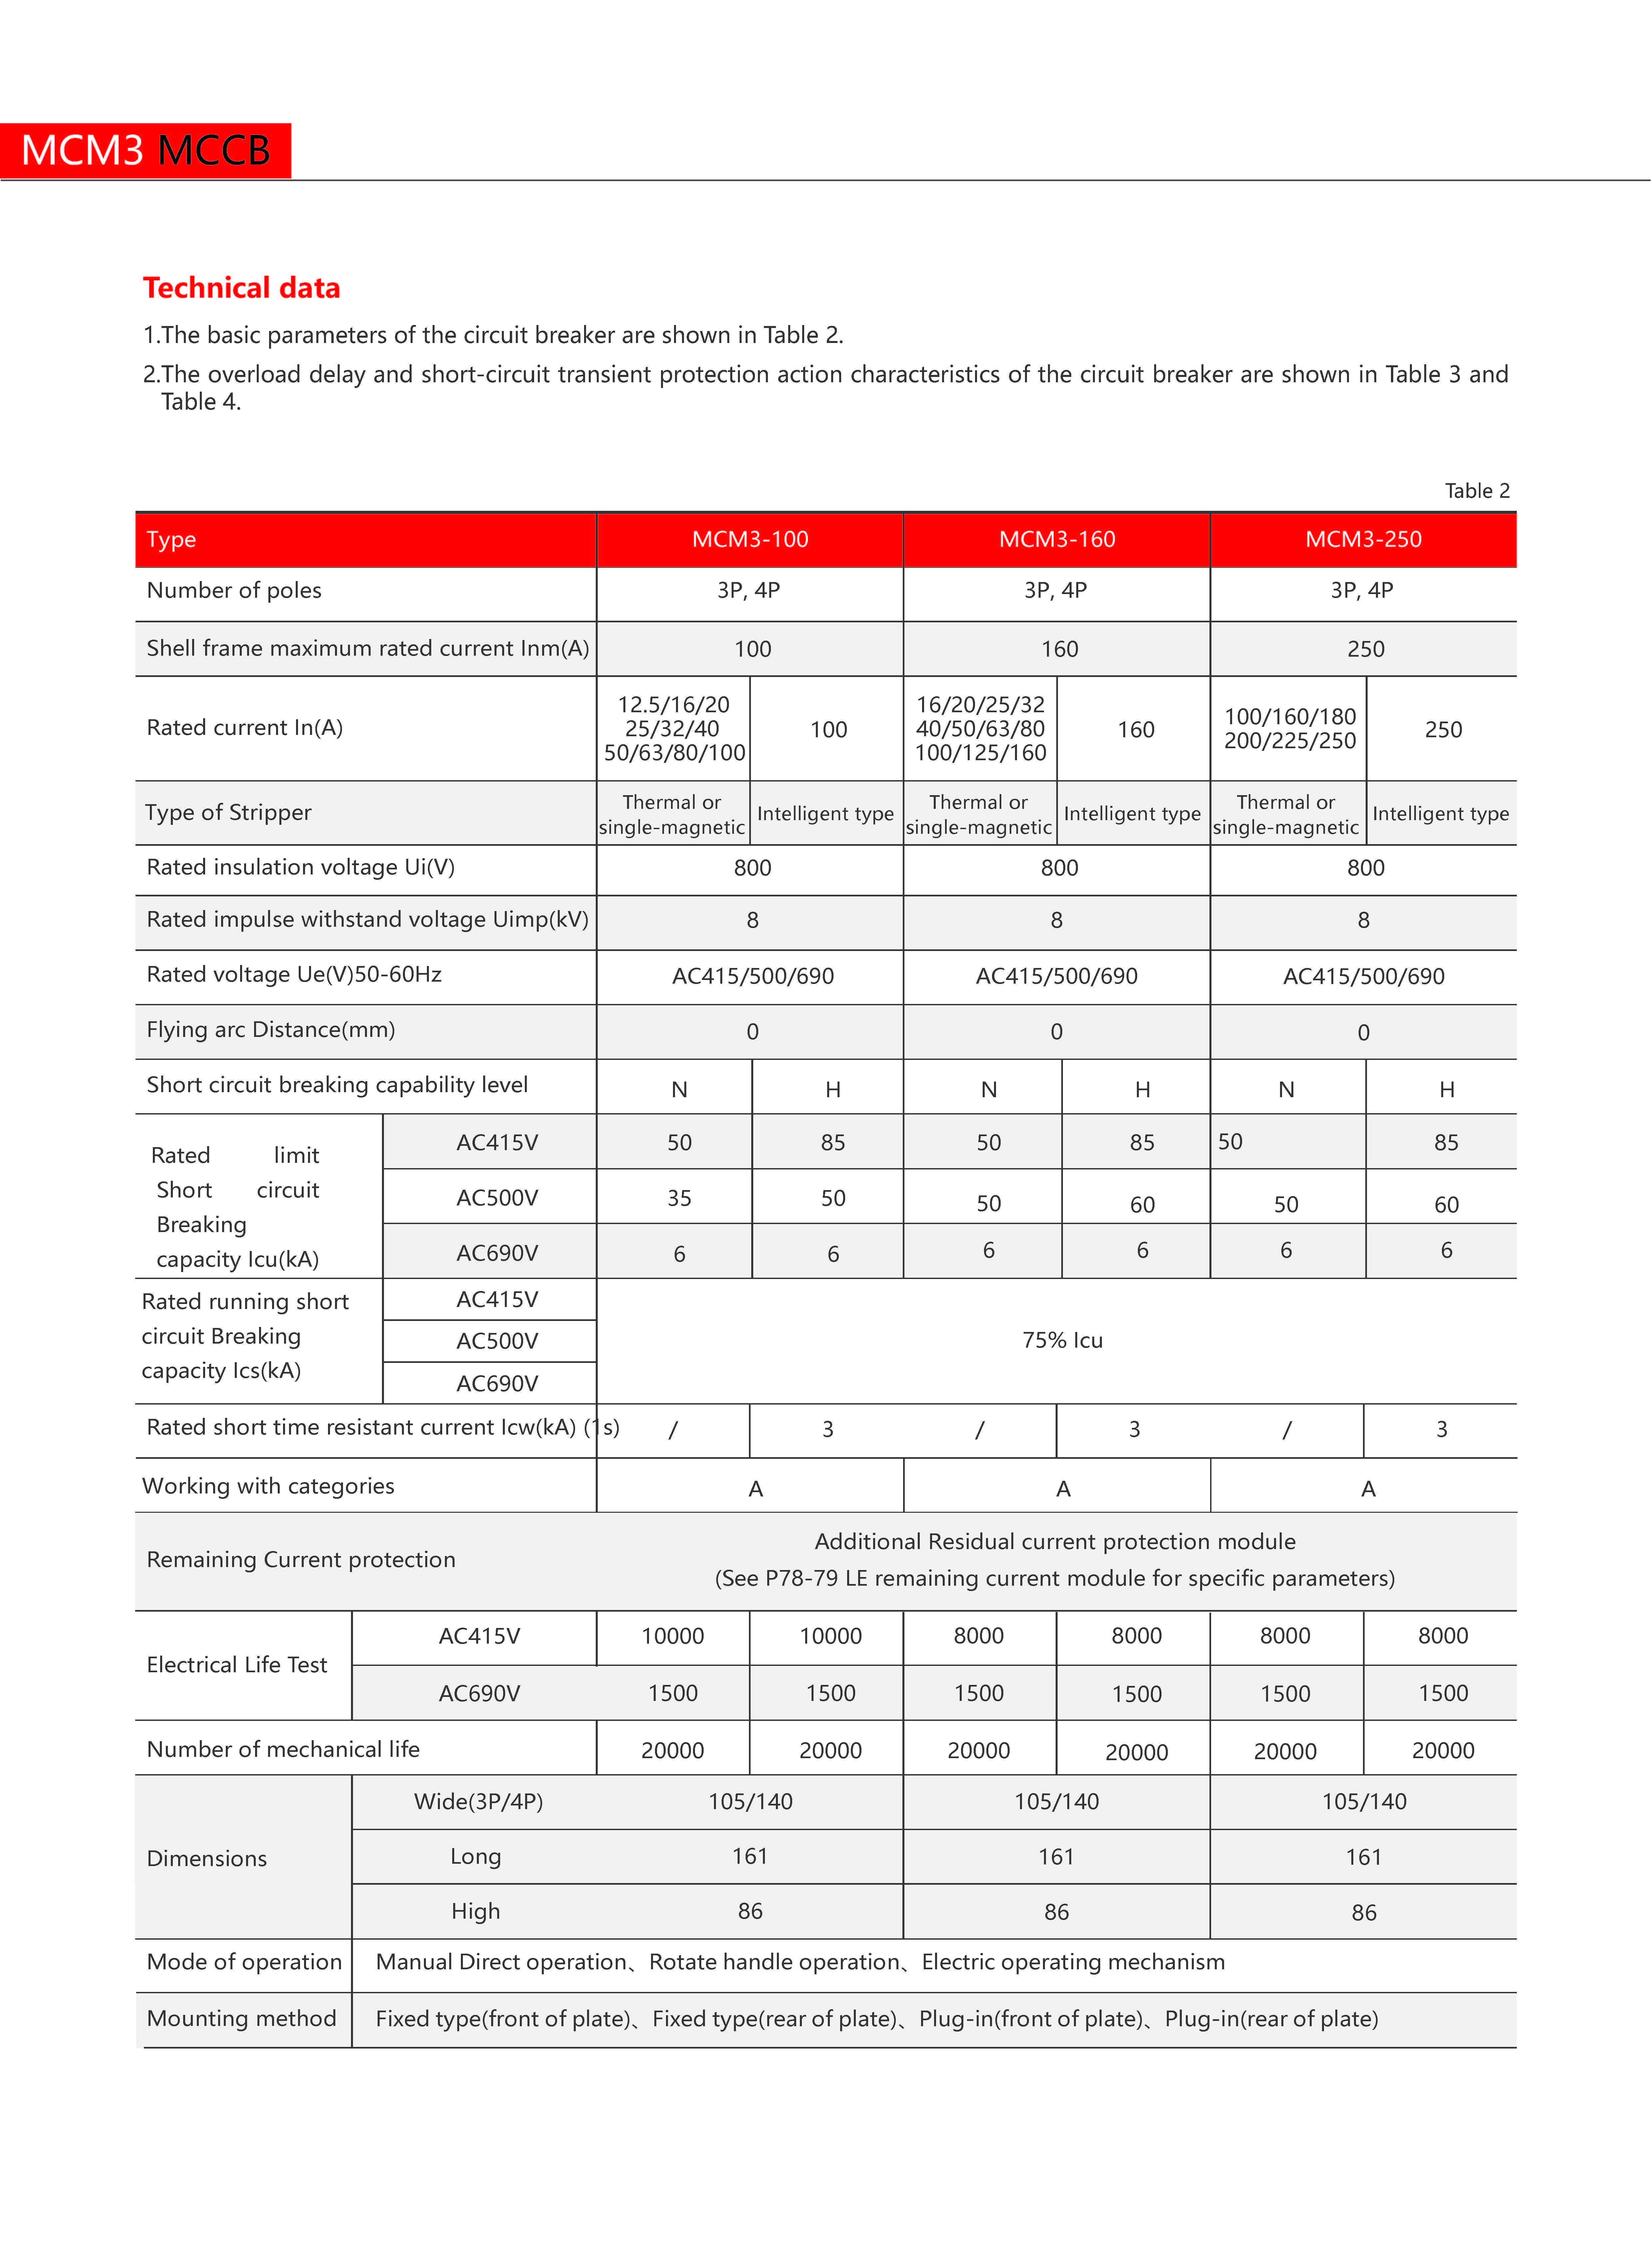 MCM3 MCCB
Technical data
1.The basic parameters of the circuit breaker are shown in Table 2.
2.The overload delay and short-circuit transient protection action characteristics of the circuit breaker are shown in Table 3 and
Table 4.
Table 2
Type MCM3-100 MCM3-160 MCM3-250
Number of poles 3P, 4P 3P, 4P 3P, 4P
Shell frame maximum rated current Inm(A) 100 160 250
Rated current In(A)
12.5/16/20
25/32/40
50/63/80/100
100
16/20/25/32
40/50/63/80
100/125/160
160
100/160/180
200/225/250
250
Type of Stripper
Thermal or
single-magnetic
Intelligent type
Thermal or
single-magnetic
Intelligent type
Thermal or
single-magnetic
Intelligent type
Rated insulation voltage Ui(V) 800 800 800
Rated impulse withstand voltage Uimp(kV) 8 8 8
Rated voltage Ue(V)50-60Hz AC415/500/690 AC415/500/690 AC415/500/690
Flying arc Distance(mm) 0 0 0
Short circuit breaking capability level N H N H N H
Rated limit
Short circuit
Breaking
capacity Icu(kA)
AC415V 50 85 50 85 50 85
AC500V 35 50 50 60 50 60
AC690V 6 6 6 6 6 6
Rated running short
circuit Breaking
capacity Ics(kA)
AC415V
AC500V
AC690V
75% Icu
Rated short time resistant current Icw(kA) (1s) / 3 / 3 / 3
Working with categories A A A
Remaining Current protection
Additional Residual current protection module
(See P78-79 LE remaining current module for specific parameters)
Electrical Life Test
AC415V 10000 10000 8000 8000 8000 8000
AC690V 1500 1500 1500 1500 1500 1500
Number of mechanical life 20000 20000 20000 20000 20000 20000
Dimensions
Wide(3P/4P) 105/140 105/140 105/140
Long 161 161 161
High 86 86 86
Mode of operation Manual Direct operation、Rotate handle operation、Electric operating mechanism
Mounting method Fixed type(front of plate)、Fixed type(rear of plate)、Plug-in(front of plate)、Plug-in(rear of plate)